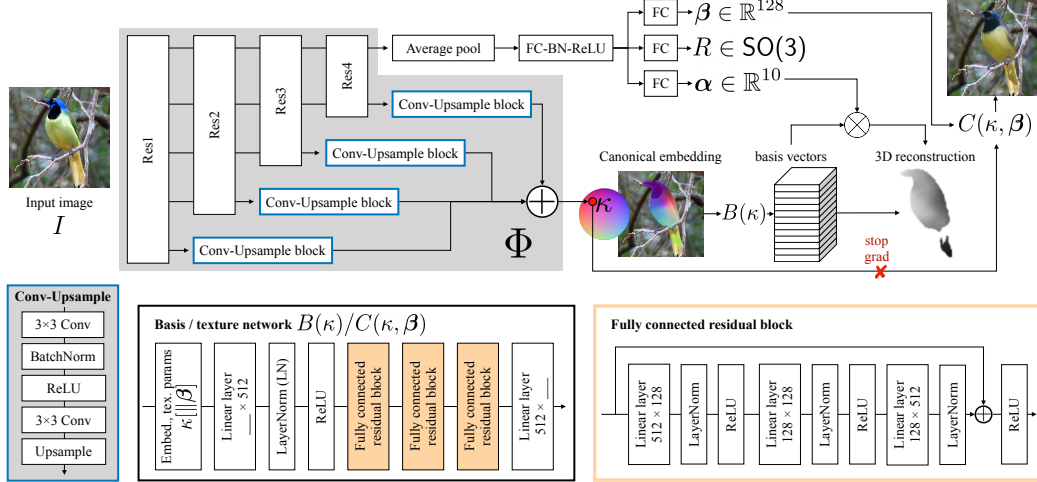 Input image
I
Res1
Res2
Res3
Res4
Conv-Upsample block
Conv-Upsample block
Conv-Upsample block
Conv-Upsample block
Φ
Average pool
FC-BN-ReLU
FC
FC
FC
β ∈ ℝ^128
R ∈ SO(3)
α ∈ ℝ^10
C(κ, β)
Canonical embedding
κ
B(κ)
basis vectors
3D reconstruction
stop
grad
Conv-Upsample
3×3 Conv
BatchNorm
ReLU
3×3 Conv
Upsample
Basis / texture network B(κ)/C(κ, β)
Embed., tex. params
κ[||β]
Linear layer
___ × 512
LayerNorm (LN)
ReLU
Fully connected
residual block
Fully connected
residual block
Fully connected
residual block
Linear layer
512 × ___
Fully connected residual block
Linear layer
512 × 128
LayerNorm
ReLU
Linear layer
128 × 128
LayerNorm
ReLU
Linear layer
128 × 512
LayerNorm
ReLU